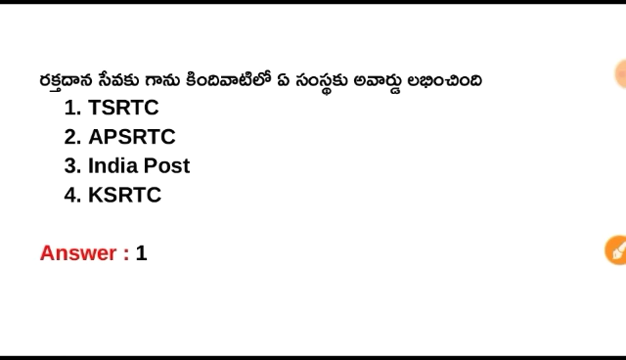 రక్తదాన సేవకు గాను కిందివాటిలో ఏ సంస్థకు అవార్డు లభించింది
1. TSRTC
2. APSRTC
3. India Post
4. KSRTC
Answer : 1